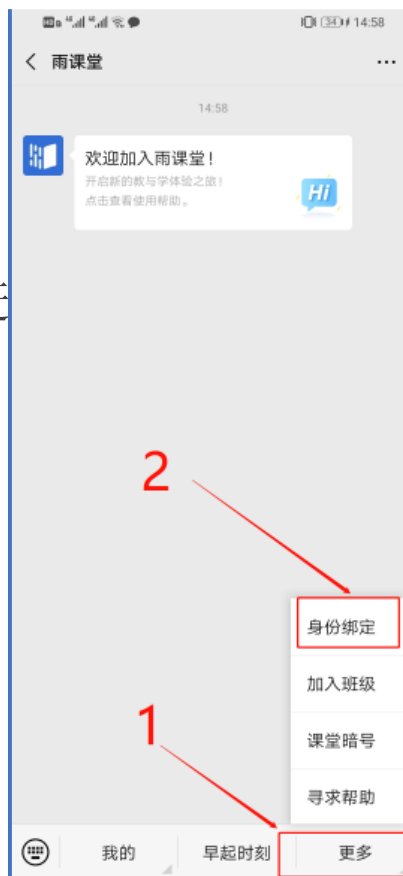 14:58
34
雨课堂
14:58
欢迎加入雨课堂！
开启新的教与学体验之旅！
点击查看使用帮助。
Hi
2
身份绑定
加入班级
1
课堂暗号
寻求帮助
我的
早起时刻
更多